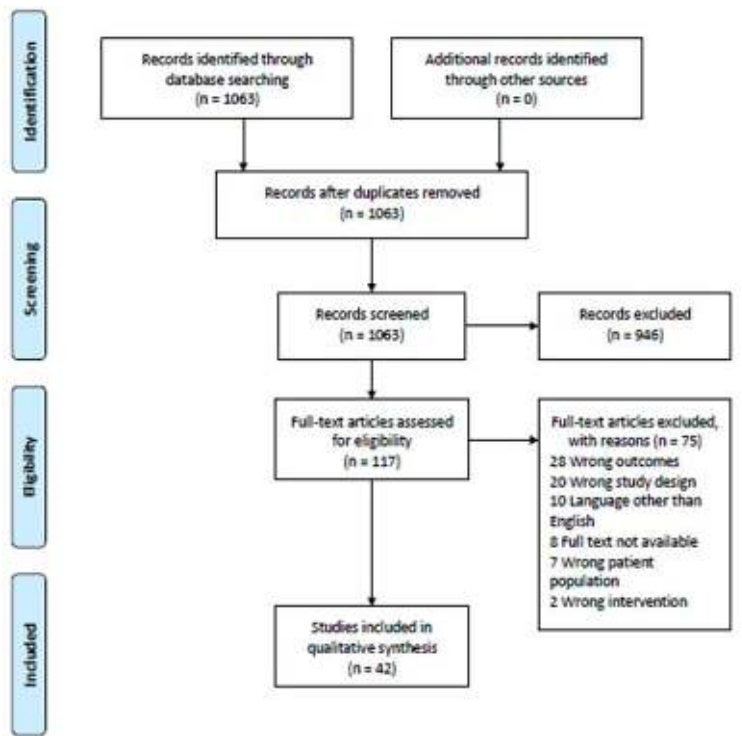 Identification
Records identified through
database searching
(n = 1063)
Additional records identified
through other sources
(n = 0)
Records after duplicates removed
(n = 1063)
Screening
Records screened
(n = 1063)
Records excluded
(n = 946)
Eligibility
Full-text articles assessed
for eligibility
(n = 117)
Full-text articles excluded,
with reasons (n = 75)
28 Wrong outcomes
20 Wrong study design
10 Language other than
English
8 Full text not available
7 Wrong patient
population
2 Wrong intervention
Included
Studies included in
qualitative synthesis
(n = 42)